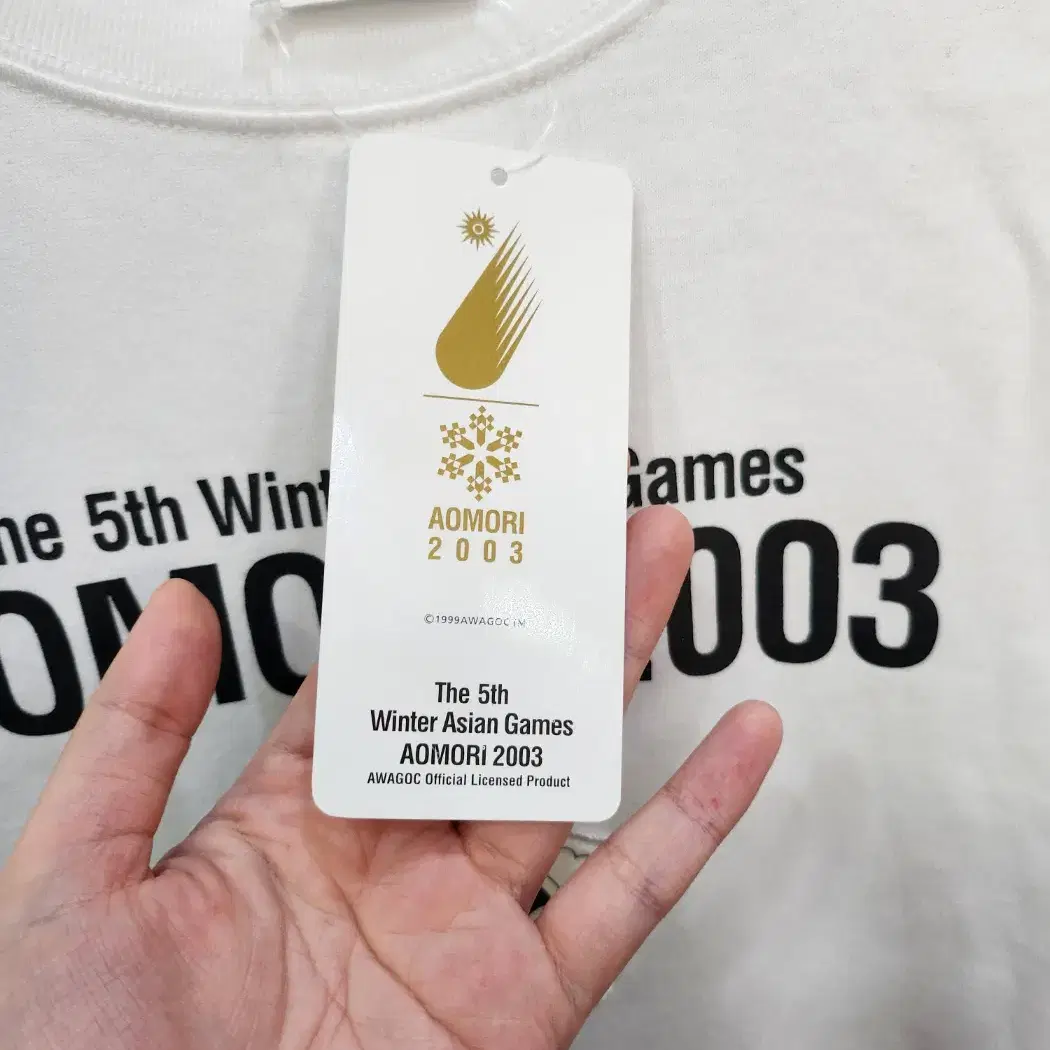 AOMORI
2003
©1999AWAGOC TM
The 5th
Winter Asian Games
AOMORI 2003
AWAGOC Official Licensed Product
he 5th Wint
Games
OMO
003